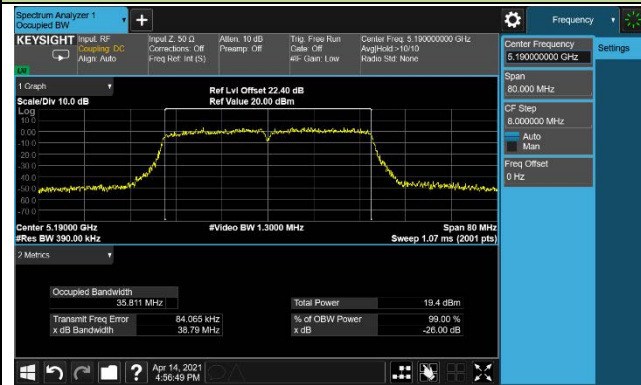 Spectrum Analyzer 1
Occupied BW
Frequency
KEYSIGHT
Input: RF
Coupling: DC
Align: Auto
Input Z: 50 Ω
Corrections: Off
Freq Ref: Int (S)
Atten: 10 dB
Preamp: Off
Trig: Free Run
Gate: Off
#IF Gain: Low
Center Freq: 5.190000000 GHz
Avg|Hold:>10/10
Radio Std: None
Center Frequency
5.190000000 GHz
Settings
Span
80.000 MHz
CF Step
8.000000 MHz
Auto
Man
Freq Offset
0 Hz
1 Graph
Scale/Div 10.0 dB
Ref Lvl Offset 22.40 dB
Ref Value 20.00 dBm
Log
10.0
0.00
-10.0
-20.0
-30.0
-40.0
-50.0
-60.0
-70.0
Center 5.19000 GHz
#Res BW 390.00 kHz
#Video BW 1.3000 MHz
Span 80 MHz
Sweep 1.07 ms (2001 pts)
2 Metrics
Occupied Bandwidth
35.811 MHz
Total Power
19.4 dBm
Transmit Freq Error
84.065 kHz
% of OBW Power
99.00 %
x dB Bandwidth
38.79 MHz
x dB
-26.00 dB
Apr 14, 2021
4:56:49 PM